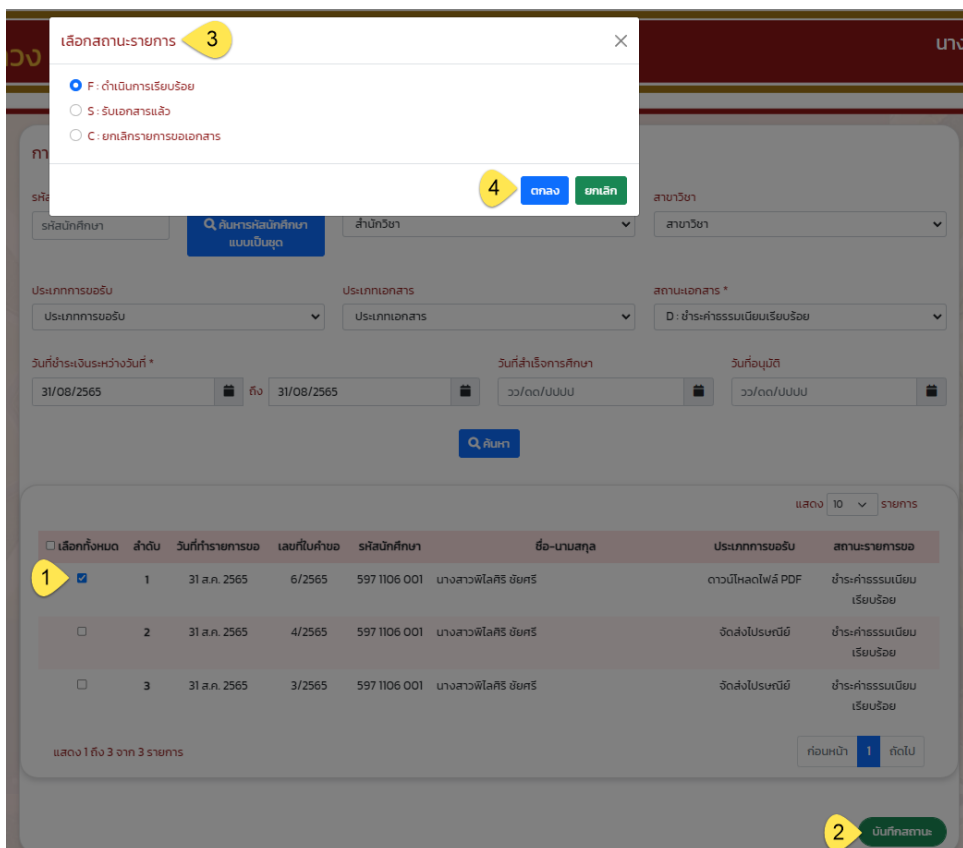 เลือกสถานะรายการ 3
นาง
F : ดำเนินการเรียบร้อย
S : รับเอกสารแล้ว
C : ยกเลิกรายการขอเอกสาร
4 ตกลง ยกเลิก
สาขาวิชา
รหัสนักศึกษา ค้นหารหัสนักศึกษา สำนักวิชา สาขาวิชา
แบบเป็นชุด
ประเภทการขอรับ ประเภทเอกสาร สถานะเอกสาร *
ประเภทการขอรับ ประเภทเอกสาร D : ชำระค่าธรรมเนียมเรียบร้อย
วันที่ชำระเงินระหว่างวันที่ * วันที่สำเร็จการศึกษา วันที่อนุมัติ
31/08/2565 ถึง 31/08/2565 วว/ดด/ปปปป วว/ดด/ปปปป
ค้นหา
แสดง 10 รายการ
เลือกทั้งหมด ลำดับ วันที่ทำรายการขอ เลขที่ใบคำขอ รหัสนักศึกษา ชื่อ-นามสกุล ประเภทการขอรับ สถานะรายการขอ
1 1 31 ส.ค. 2565 6/2565 597 1106 001 นางสาวพิไลศิริ ชัยศรี ดาวน์โหลดไฟล์ PDF ชำระค่าธรรมเนียม
เรียบร้อย
2 31 ส.ค. 2565 4/2565 597 1106 001 นางสาวพิไลศิริ ชัยศรี จัดส่งไปรษณีย์ ชำระค่าธรรมเนียม
เรียบร้อย
3 31 ส.ค. 2565 3/2565 597 1106 001 นางสาวพิไลศิริ ชัยศรี จัดส่งไปรษณีย์ ชำระค่าธรรมเนียม
เรียบร้อย
แสดง 1 ถึง 3 จาก 3 รายการ ก่อนหน้า 1 ถัดไป
2 บันทึกสถานะ